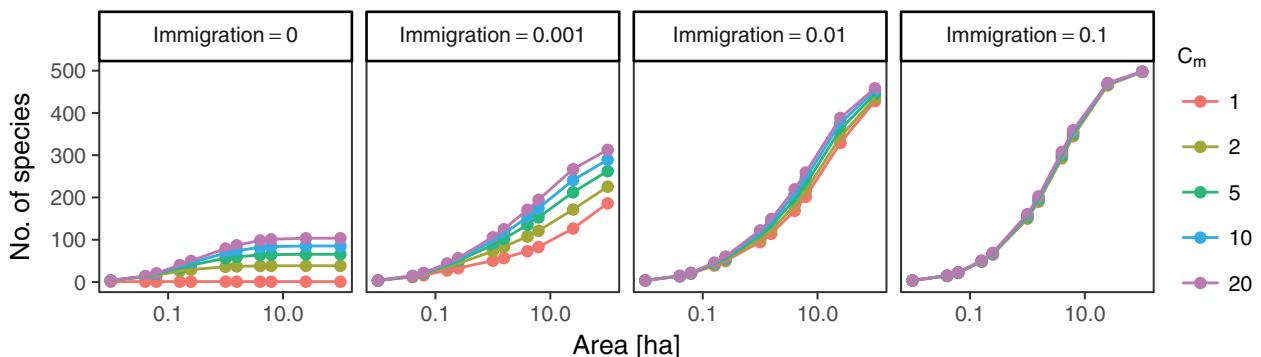 Immigration = 0
Immigration = 0.001
Immigration = 0.01
Immigration = 0.1
No. of species
500
400
300
200
100
0
0.1
10.0
0.1
10.0
0.1
10.0
0.1
10.0
Area [ha]
Cm
1
2
5
10
20